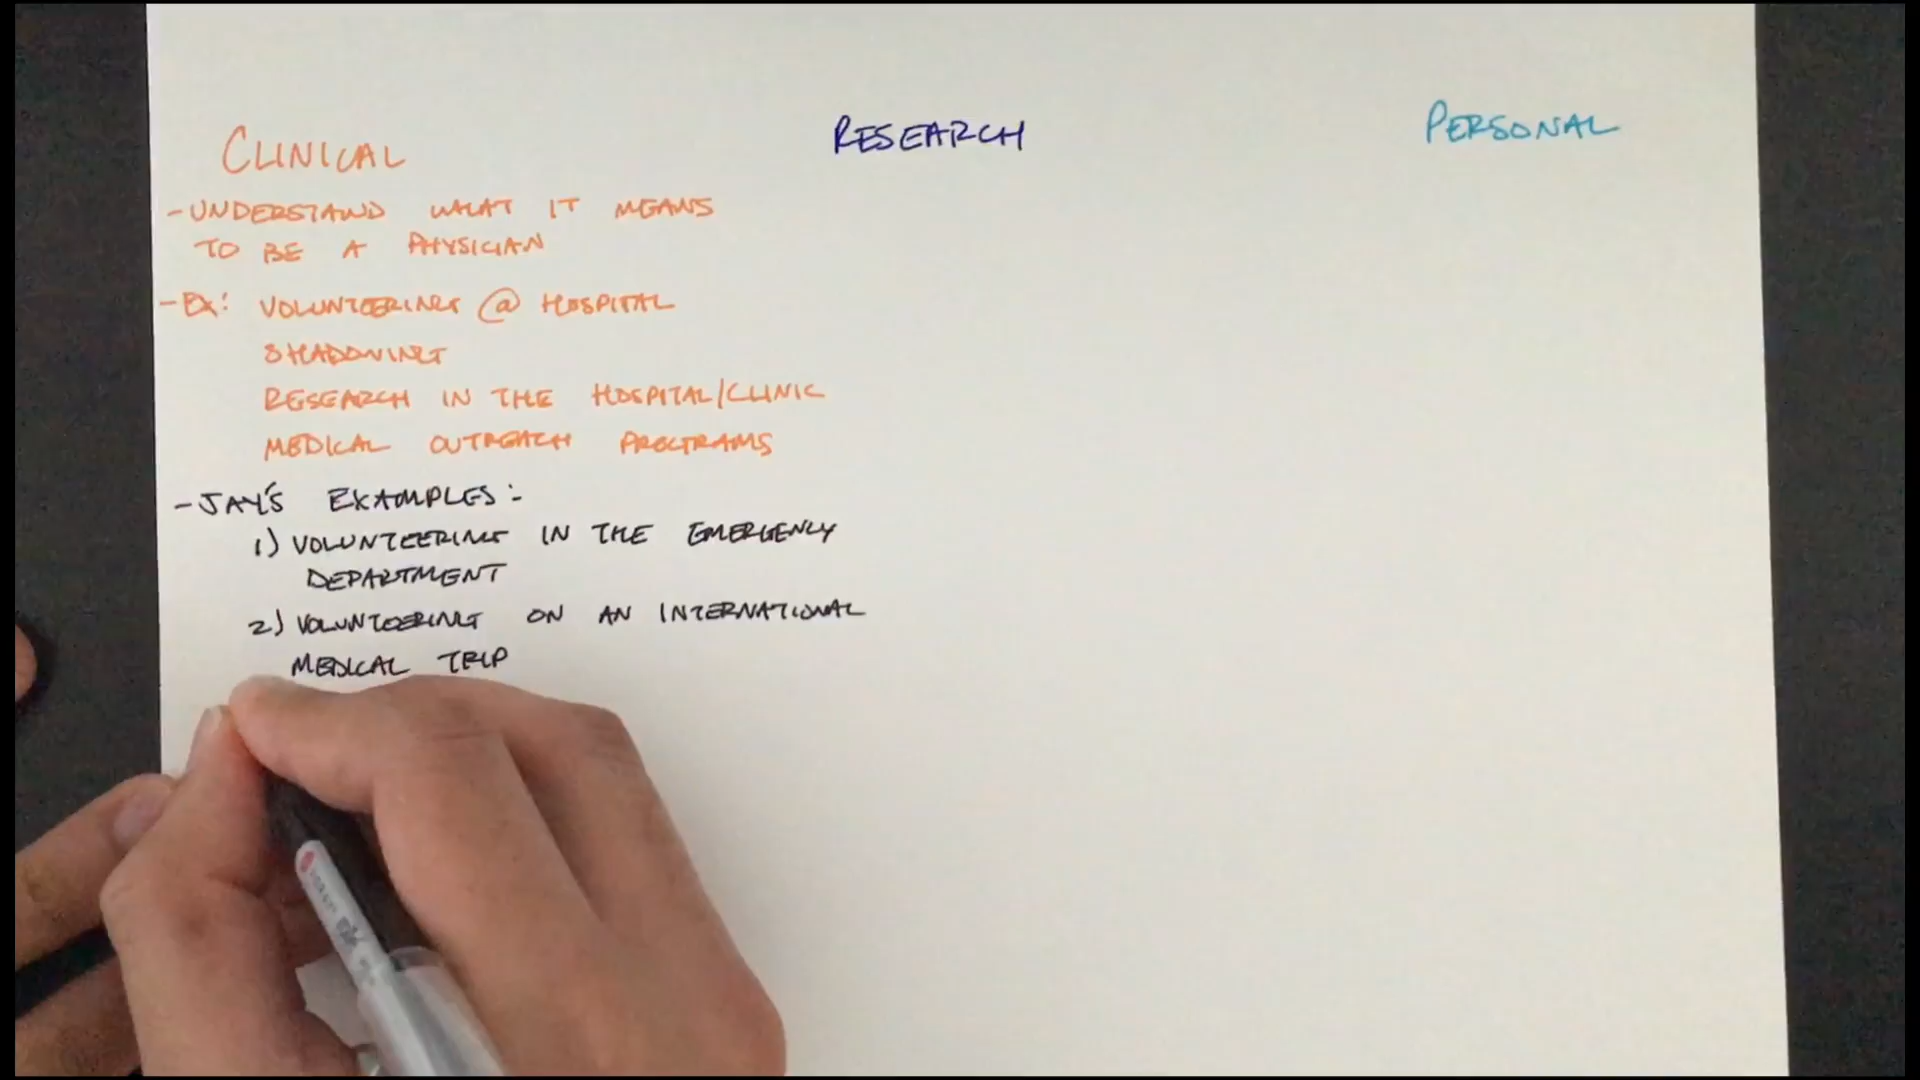 CLINICAL
RESEARCH
PERSONAL
- UNDERSTAND WHAT IT MEANS
TO BE A PHYSICIAN
- EX: VOLUNTEERING @ HOSPITAL
SHADOWING
RESEARCH IN THE HOSPITAL/CLINIC
MEDICAL OUTREACH PROGRAMS
- JAY'S EXAMPLES:
1) VOLUNTEERING IN THE EMERGENCY
DEPARTMENT
2) VOLUNTEERING ON AN INTERNATIONAL
MEDICAL TRIP